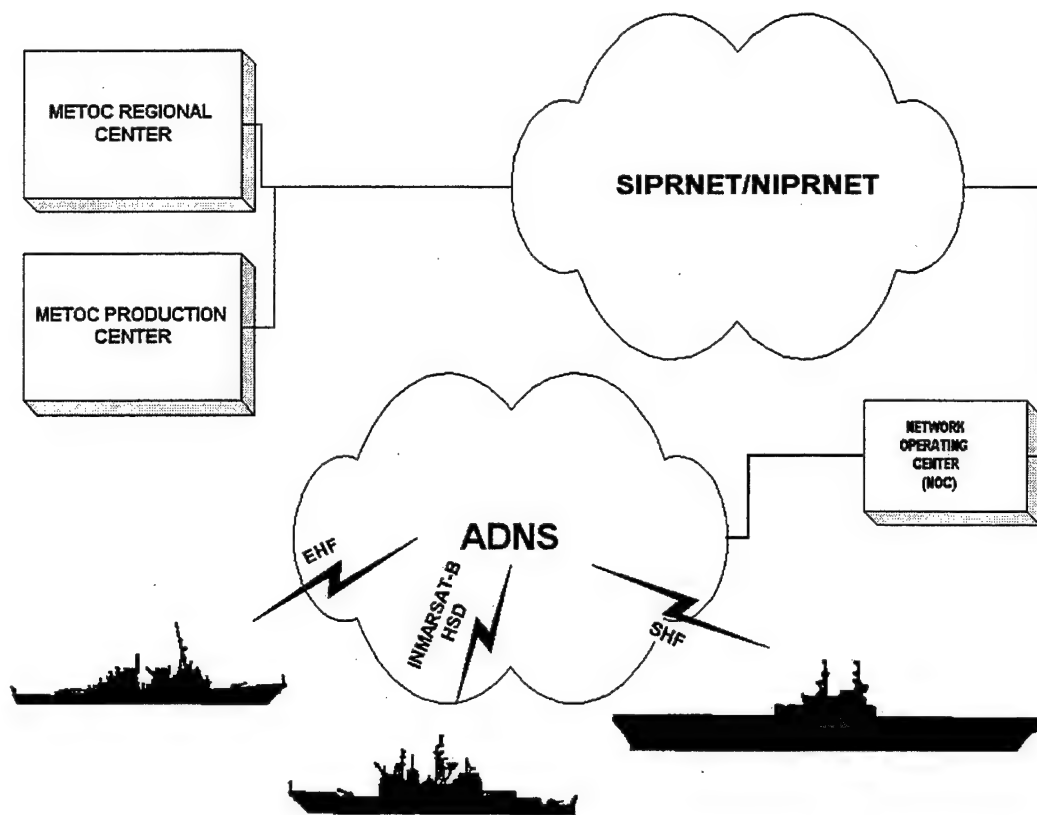 METOC REGIONAL
CENTER
SIPRNET/NIPRNET
METOC PRODUCTION
CENTER
NETWORK
OPERATING
CENTER
(NOC)
ADNS
EHF
INMARSAT-B
HSD
SHF